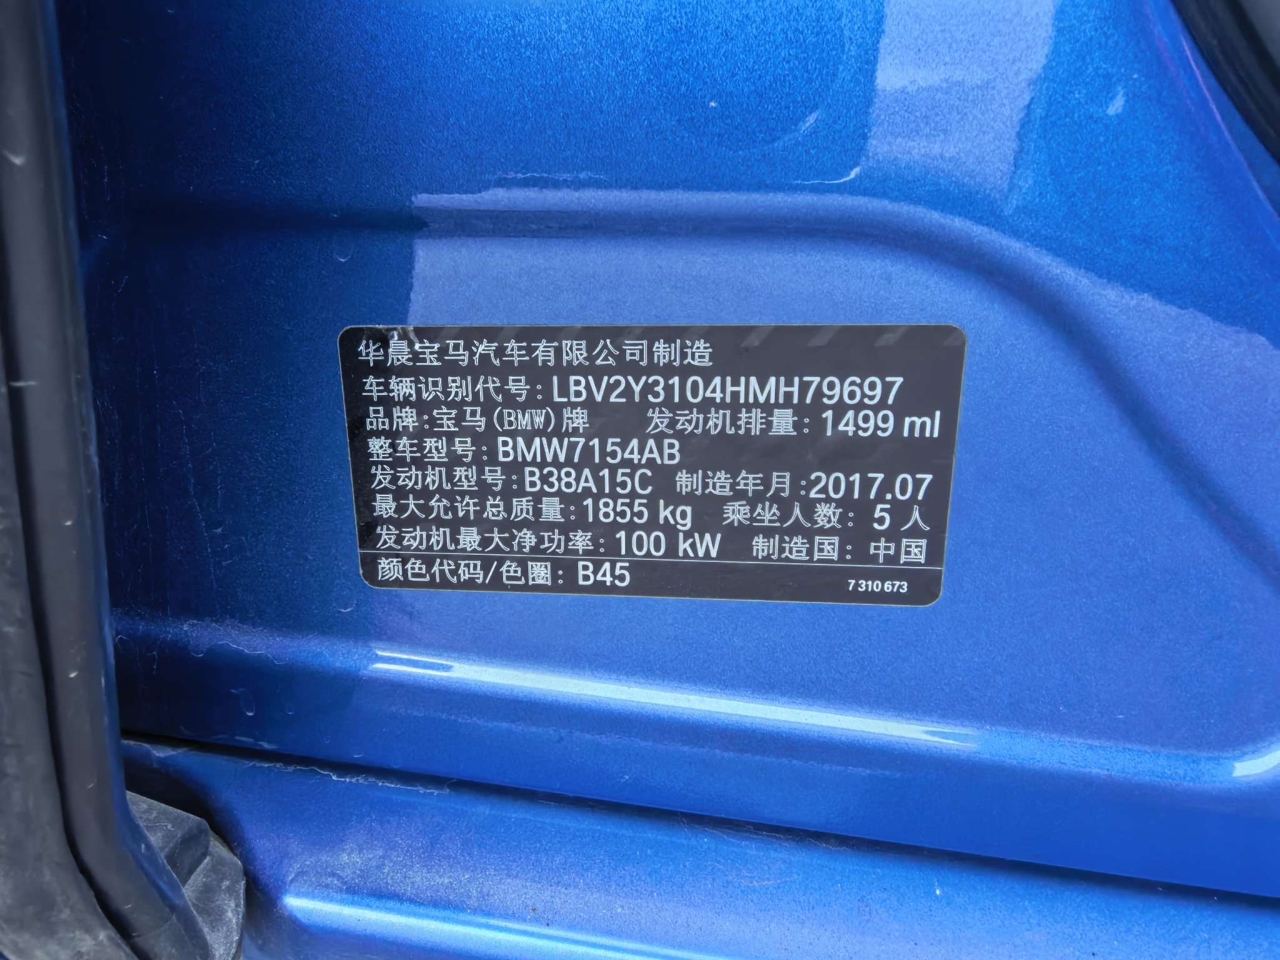 华晨宝马汽车有限公司制造
车辆识别代号: LBV2Y3104HMH79697
品牌:宝马(BMW)牌 发动机排量: 1499 ml
整车型号: BMW7154AB
发动机型号: B38A15C 制造年月:2017.07
最大允许总质量: 1855 kg 乘坐人数: 5 人
发动机最大净功率: 100 kW 制造国: 中国
颜色代码/色圈: B45 7 310 673